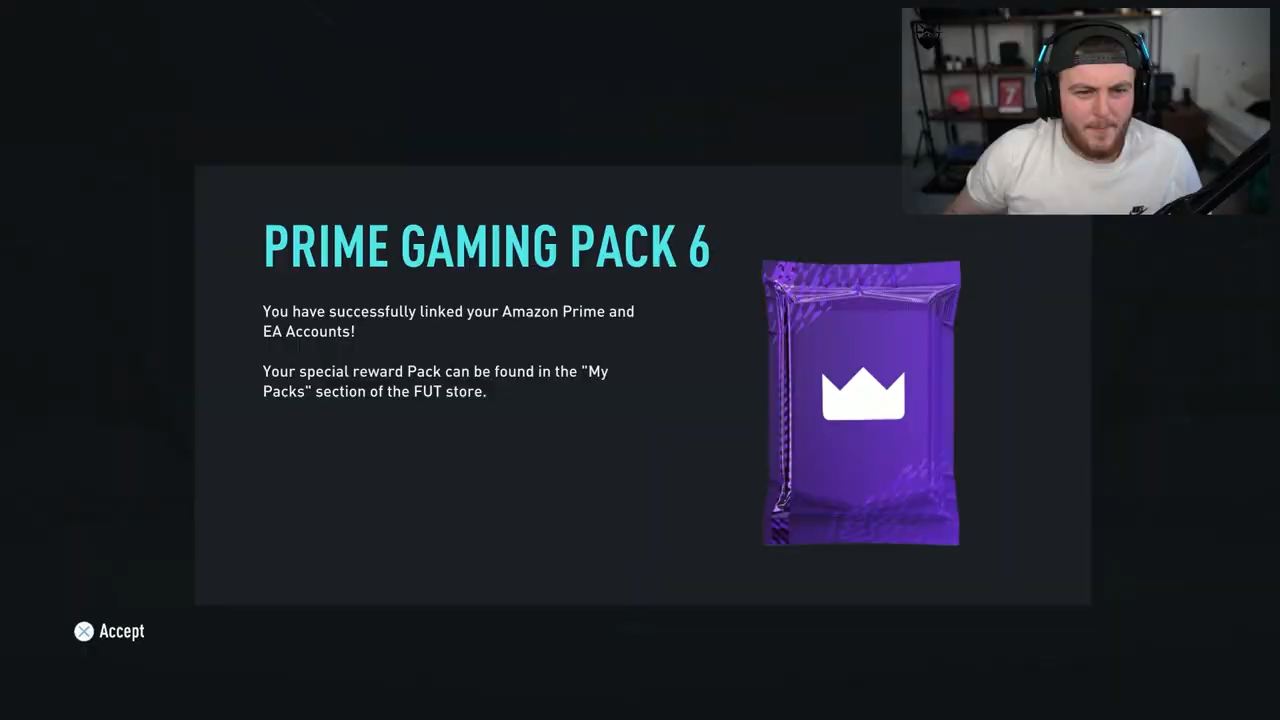 PRIME GAMING PACK 6
You have successfully linked your Amazon Prime and
EA Accounts!
Your special reward Pack can be found in the "My
Packs" section of the FUT store.
Accept
7